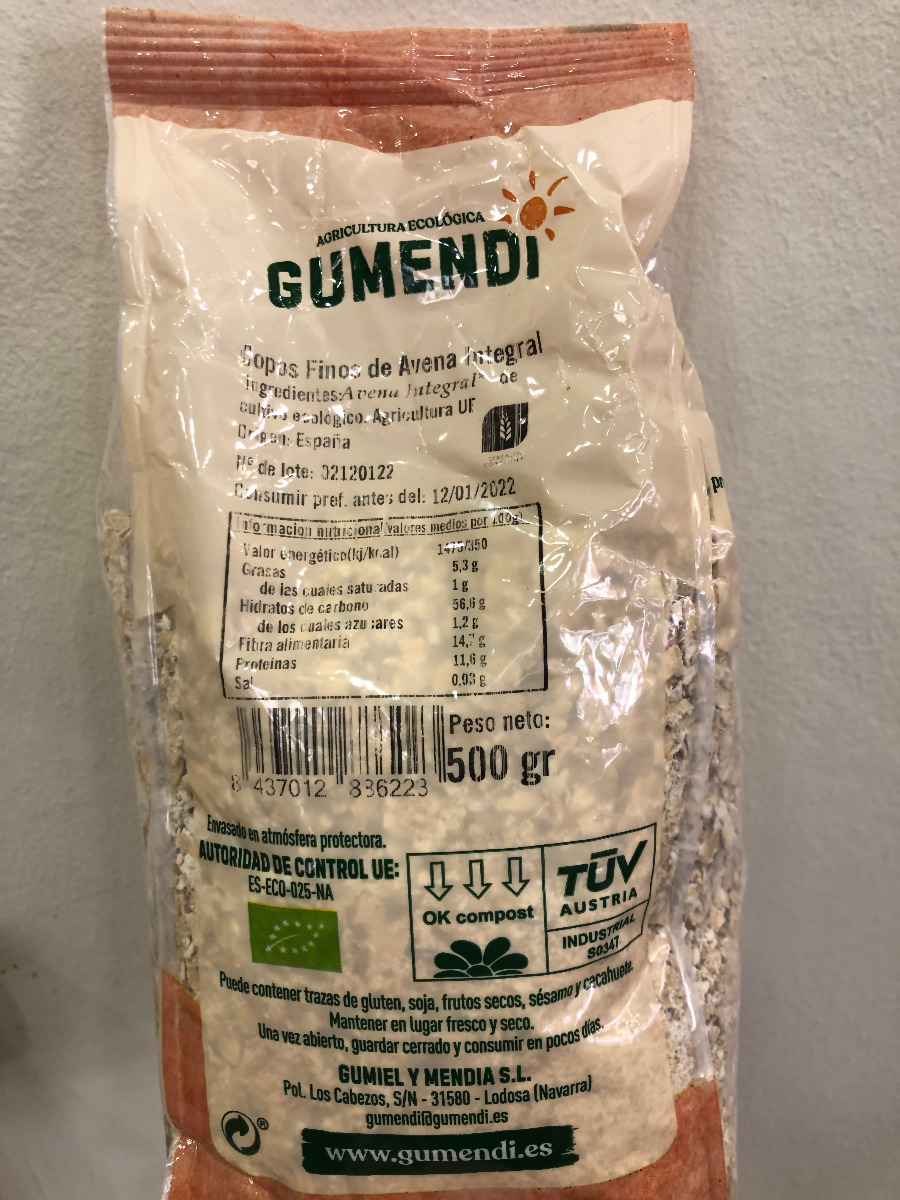 AGRICULTURA ECOLÓGICA
GUMENDI
Copos Finos de Avena Integral
Ingredientes: Avena Integral* de
cultivo ecológico. Agricultura UE
Origen: España
Nº de lote: 02120122
Consumir pref. antes del: 12/01/2022
Informacion nutricional (valores medios por 100g)
Valor energético(kj/kcal) 1475/350
Grasas 5,3 g
de las cuales saturadas 1 g
Hidratos de carbono 56,6 g
de los cuales azucares 1,2 g
Fibra alimentaria 14,7 g
Proteinas 11,6 g
Sal 0.03 g
8 437012 836223
Peso neto:
500 gr
Envasado en atmósfera protectora.
AUTORIDAD DE CONTROL UE:
ES-ECO-025-NA
OK compost
TÜV
AUSTRIA
INDUSTRIAL
S0347
Puede contener trazas de gluten, soja, frutos secos, sésamo y cacahuete.
Mantener en lugar fresco y seco.
Una vez abierto, guardar cerrado y consumir en pocos días.
GUMIEL Y MENDIA S.L.
Pol. Los Cabezos, S/N - 31580 - Lodosa (Navarra)
gumendi@gumendi.es
www.gumendi.es